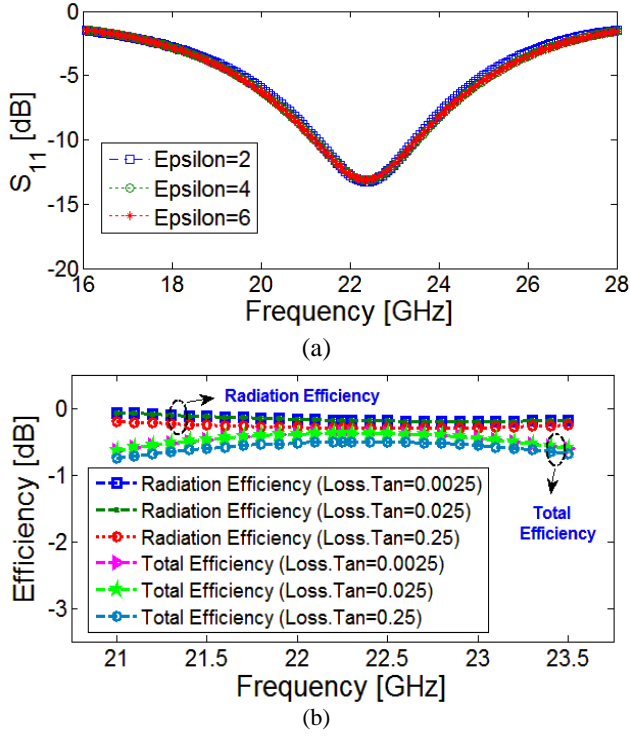 0
-5
-10
-15
-20
S11 [dB]
Epsilon=2
Epsilon=4
Epsilon=6
16 18 20 22 24 26 28
Frequency [GHz]
(a)
0
-1
-2
-3
Efficiency [dB]
Radiation Efficiency
Total
Efficiency
Radiation Efficiency (Loss.Tan=0.0025)
Radiation Efficiency (Loss.Tan=0.025)
Radiation Efficiency (Loss.Tan=0.25)
Total Efficiency (Loss.Tan=0.0025)
Total Efficiency (Loss.Tan=0.025)
Total Efficiency (Loss.Tan=0.25)
21 21.5 22 22.5 23 23.5
Frequency [GHz]
(b)